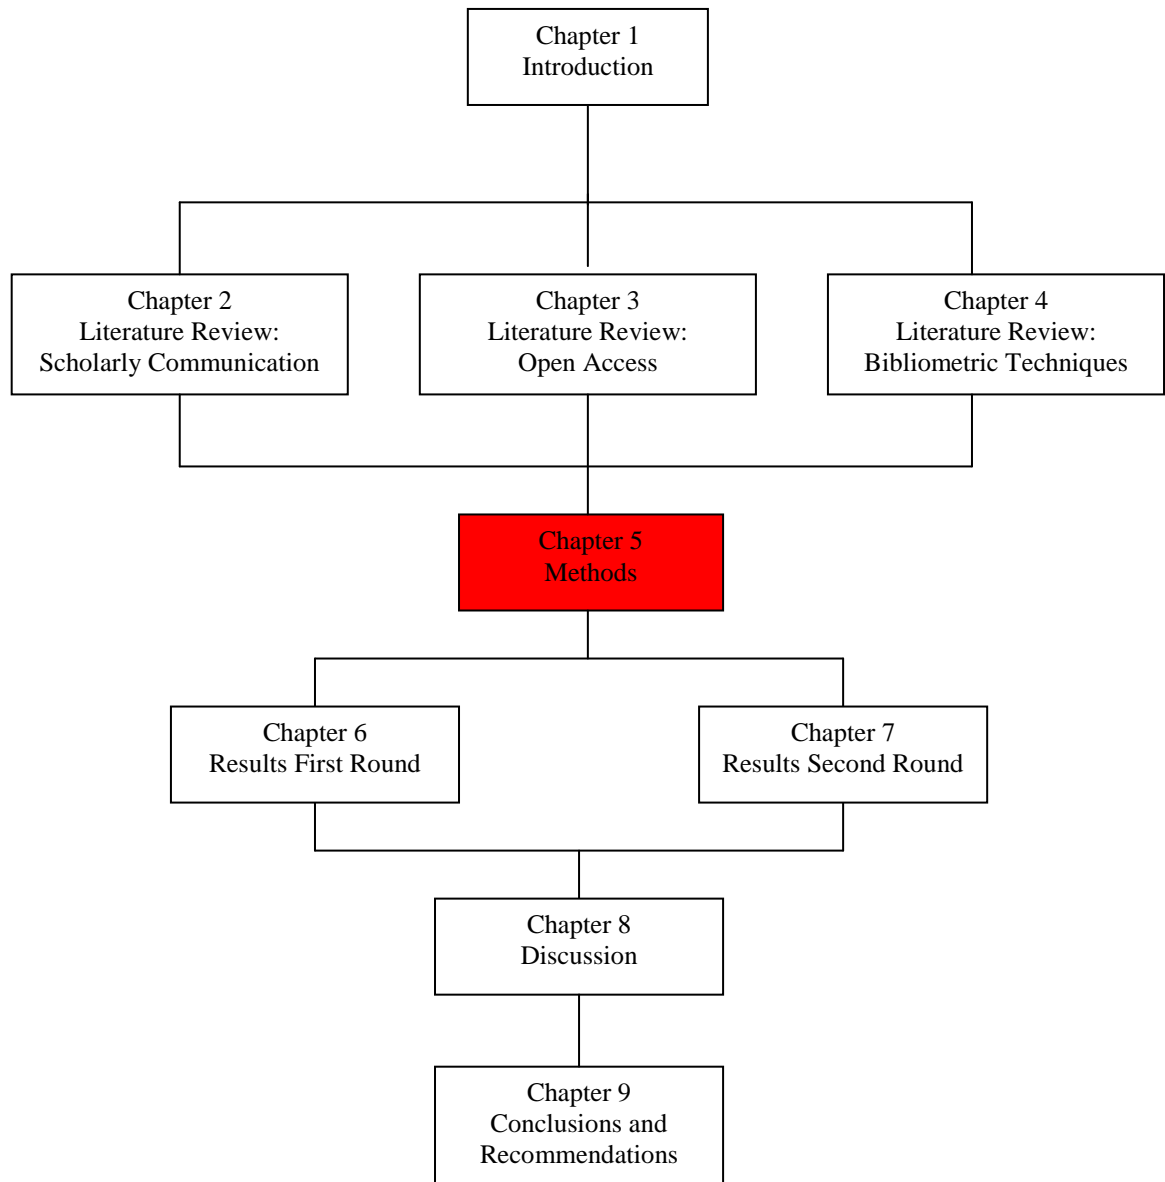 Chapter 1
Introduction
Chapter 2
Literature Review:
Scholarly Communication
Chapter 3
Literature Review:
Open Access
Chapter 4
Literature Review:
Bibliometric Techniques
Chapter 5
Methods
Chapter 6
Results First Round
Chapter 7
Results Second Round
Chapter 8
Discussion
Chapter 9
Conclusions and
Recommendations